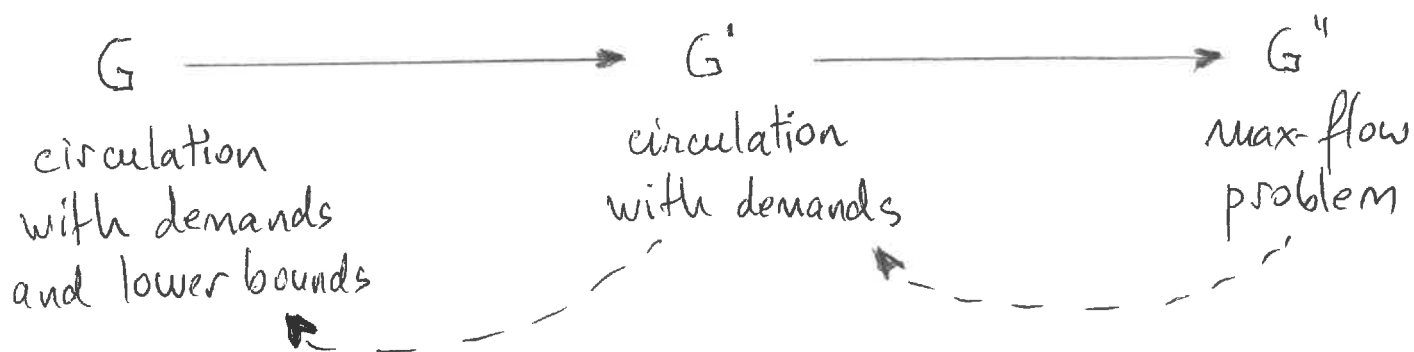 G G' G"
circulation
with demands
and lower bounds
circulation
with demands
max-flow
problem